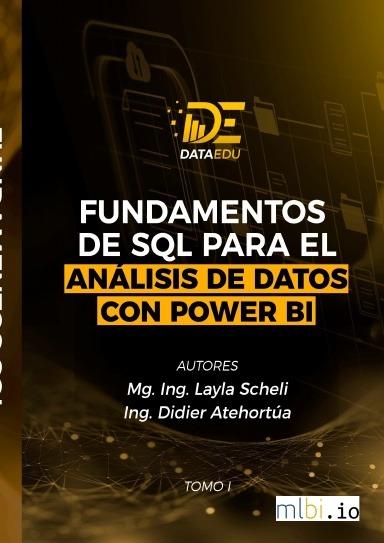 DE
DATAEDU
FUNDAMENTOS
DE SQL PARA EL
ANÁLISIS DE DATOS
CON POWER BI
AUTORES
Mg. Ing. Layla Scheli
Ing. Didier Atehortúa
TOMO I
mlbi.io